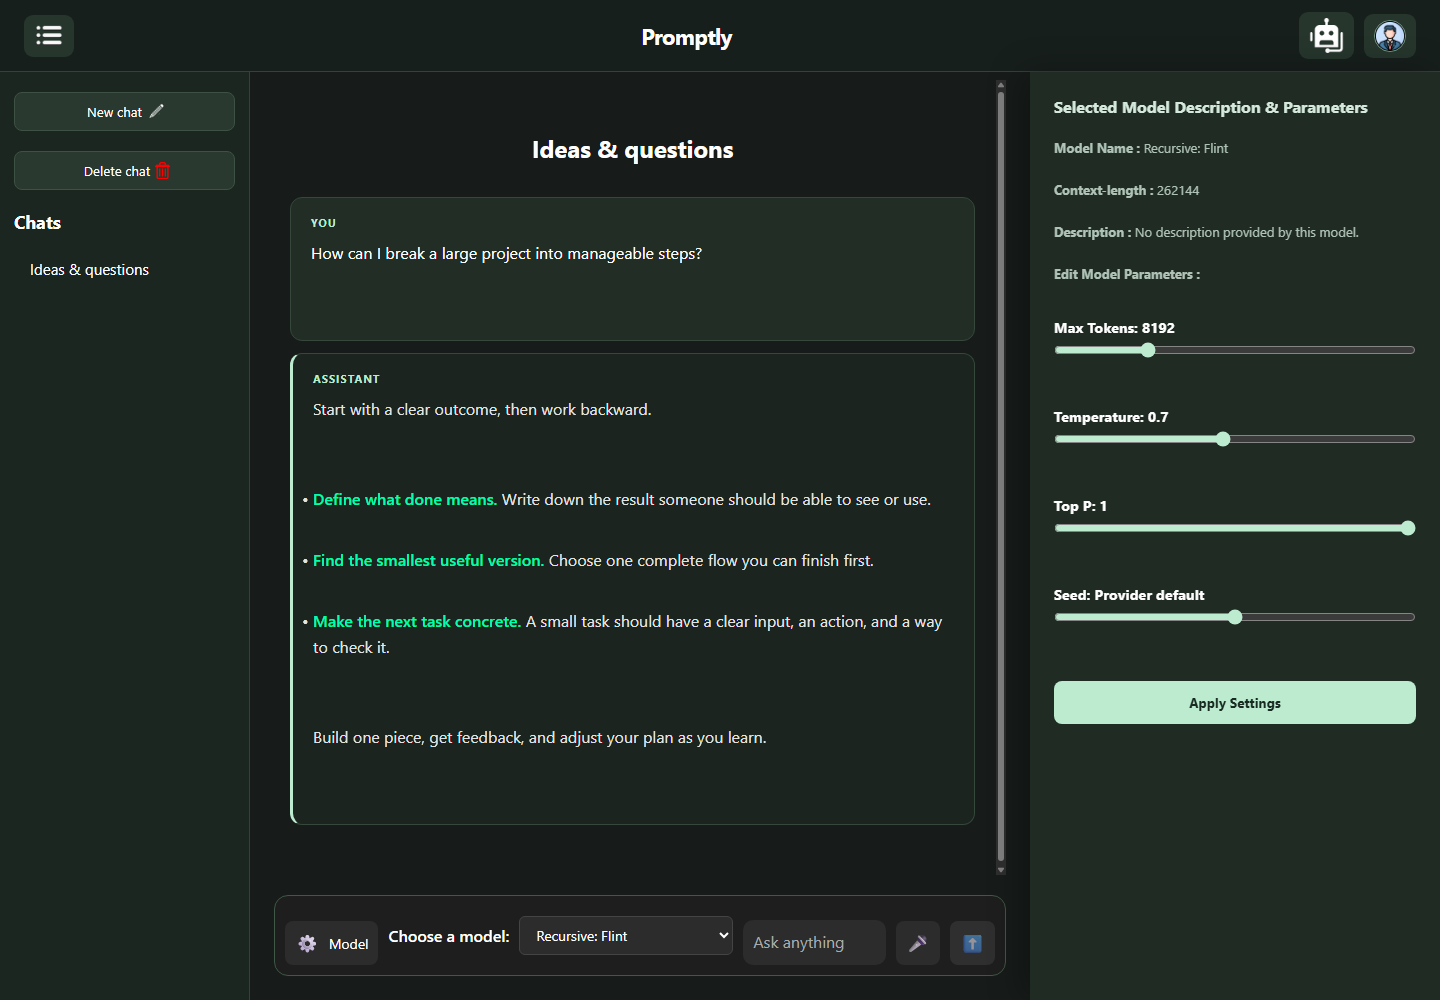 Promptly
New chat
Delete chat
Chats
Ideas & questions
Ideas & questions
YOU
How can I break a large project into manageable steps?
ASSISTANT
Start with a clear outcome, then work backward.
• Define what done means. Write down the result someone should be able to see or use.
• Find the smallest useful version. Choose one complete flow you can finish first.
• Make the next task concrete. A small task should have a clear input, an action, and a way
to check it.
Build one piece, get feedback, and adjust your plan as you learn.
Model
Choose a model:
Recursive: Flint
Ask anything
Selected Model Description & Parameters
Model Name : Recursive: Flint
Context-length : 262144
Description : No description provided by this model.
Edit Model Parameters :
Max Tokens: 8192
Temperature: 0.7
Top P: 1
Seed: Provider default
Apply Settings